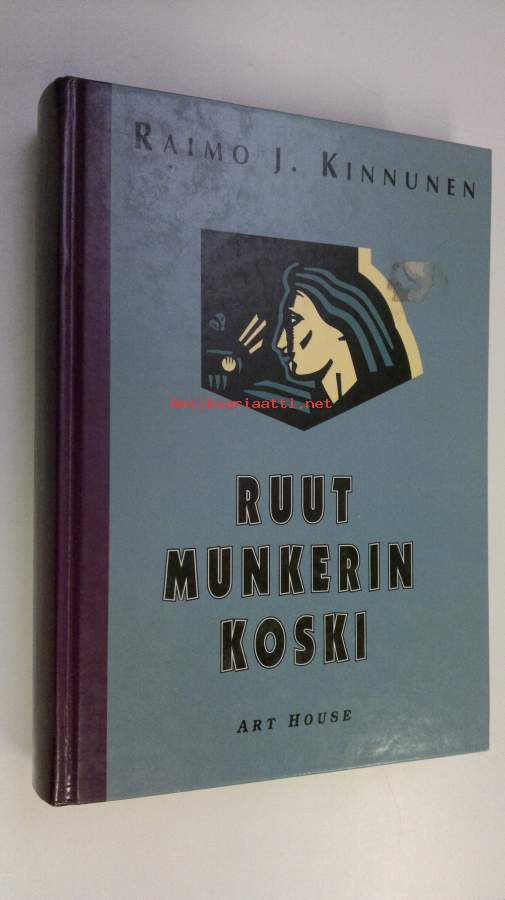 RAIMO J. KINNUNEN
Antikvariaatti.net
RUUT
MUNKERIN
KOSKI
ART HOUSE